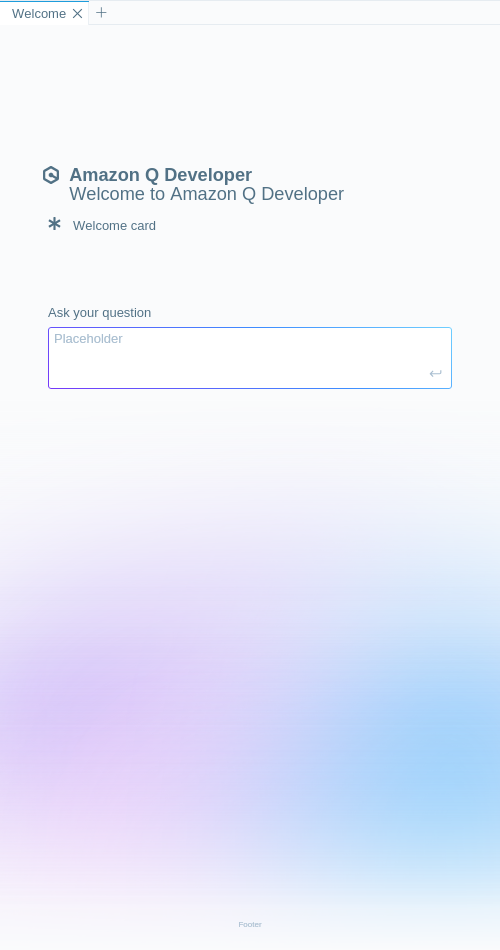 Welcome
Amazon Q Developer
Welcome to Amazon Q Developer
Welcome card
Ask your question
Placeholder
Footer